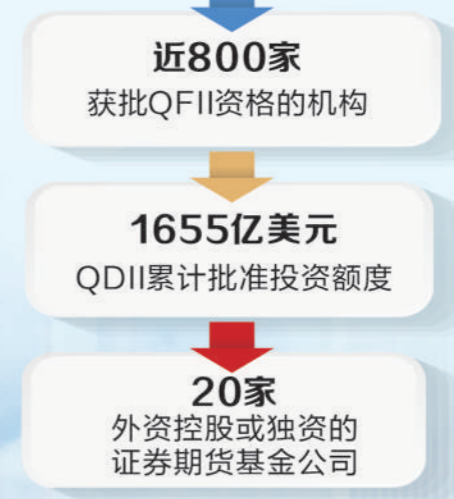 近800家
获批QFII资格的机构
1655亿美元
QDII累计批准投资额度
20家
外资控股或独资的
证券期货基金公司